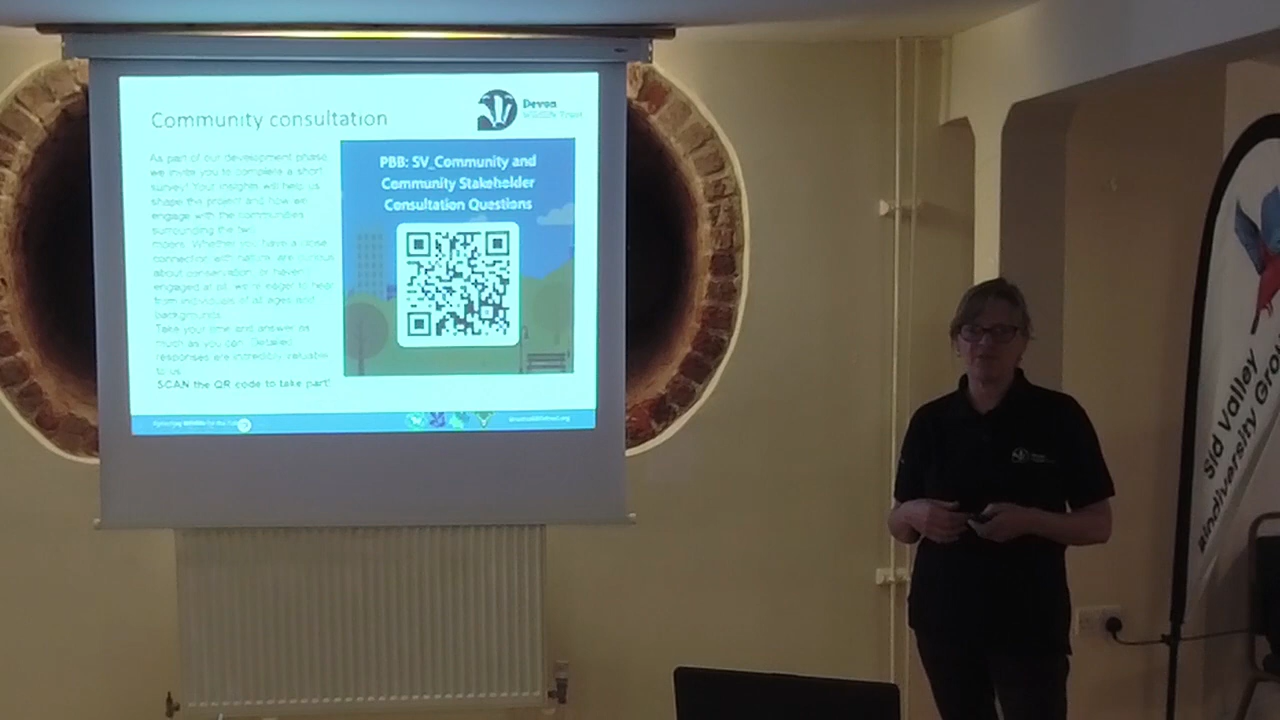 Community consultation
Devon
Wildlife Trust
As part of our development phase,
we invite you to complete a short
survey! Your insights will help us
shape this project and how we
engage with the communities
surrounding the two
moors. Whether you have a close
connection with nature, are curious
about conservation, or haven't
engaged at all, we're eager to hear
from individuals of all ages and
backgrounds.
Take your time and answer as
much as you can. Detailed
responses are incredibly valuable
to us.
SCAN the QR code to take part!
PBB: SV_Community and
Community Stakeholder
Consultation Questions
devonwildlifetrust.org
Devon
Sid Valley
Biodiversity Gro